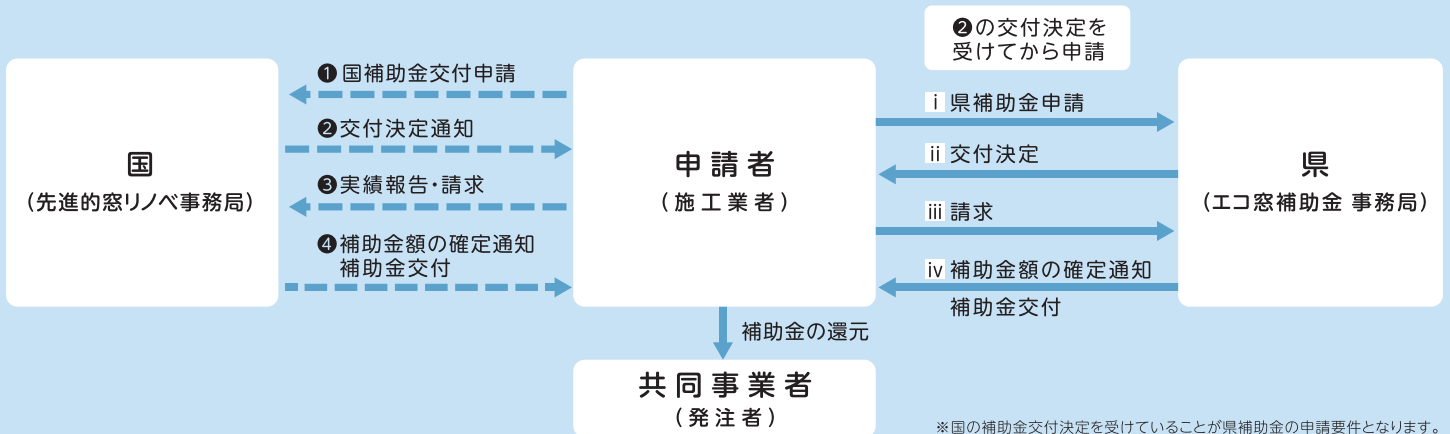 ❷の交付決定を
受けてから申請
国
(先進的窓リノベ事務局)
❶国補助金交付申請
❷交付決定通知
❸実績報告・請求
❹補助金額の確定通知
補助金交付
申請者
(施工業者)
ⅰ 県補助金申請
ⅱ 交付決定
ⅲ 請求
ⅳ 補助金額の確定通知
補助金交付
県
(エコ窓補助金 事務局)
補助金の還元
共同事業者
(発注者)
※国の補助金交付決定を受けていることが県補助金の申請要件となります。